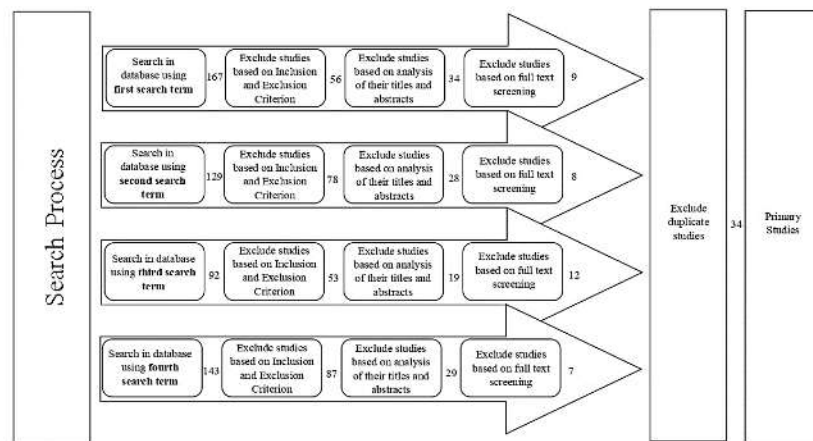 Search Process
Search in
database using
first search term
167
Exclude studies
based on Inclusion
and Exclusion
Criterion
56
Exclude studies
based on analysis
of their titles and
abstracts
34
Exclude studies
based on full text
screening
9
Search in
database using
second search
term
129
Exclude studies
based on Inclusion
and Exclusion
Criterion
78
Exclude studies
based on analysis
of their titles and
abstracts
28
Exclude studies
based on full text
screening
8
Search in database
using third search
term
92
Exclude studies
based on Inclusion
and Exclusion
Criterion
53
Exclude studies
based on analysis
of their titles and
abstracts
19
Exclude studies
based on full text
screening
12
Search in database
using fourth search
term
143
Exclude studies
based on Inclusion
and Exclusion
Criterion
87
Exclude studies
based on analysis
of their titles and
abstracts
29
Exclude studies
based on full text
screening
7
Exclude
duplicate
studies
34
Primary
Studies